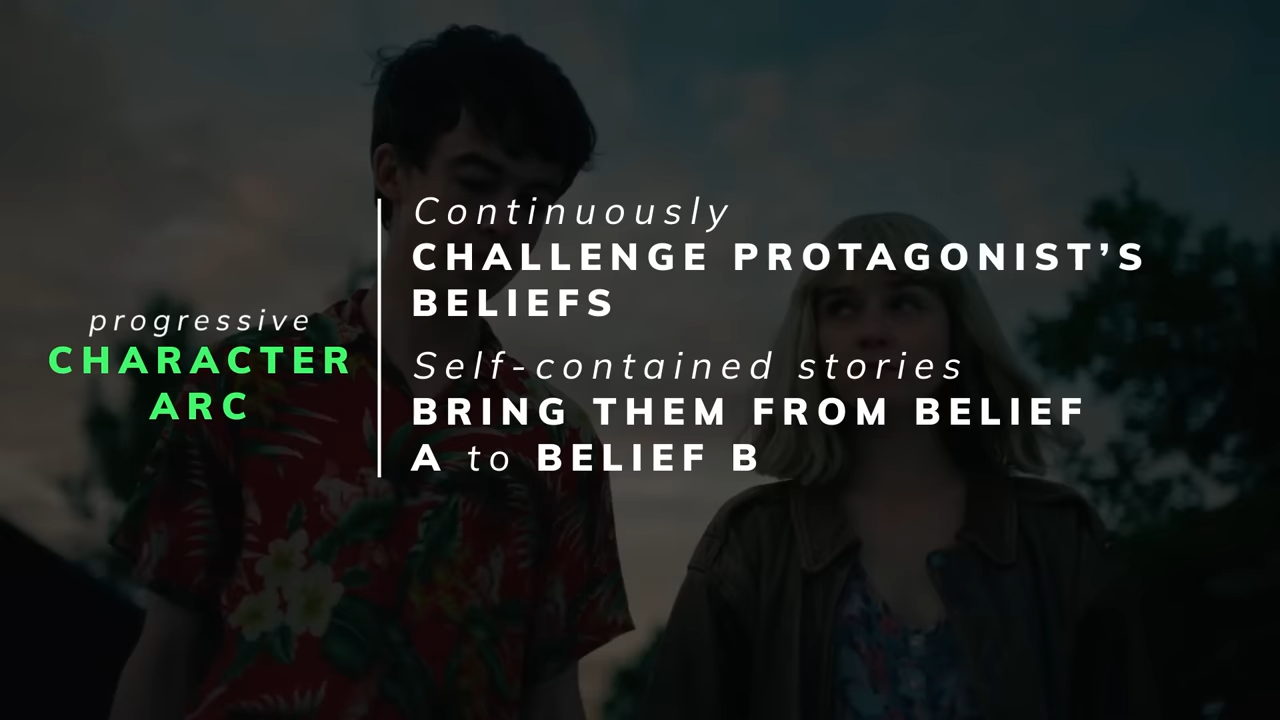 progressive
CHARACTER
ARC
Continuously
CHALLENGE PROTAGONIST’S
BELIEFS
Self-contained stories
BRING THEM FROM BELIEF
A to BELIEF B